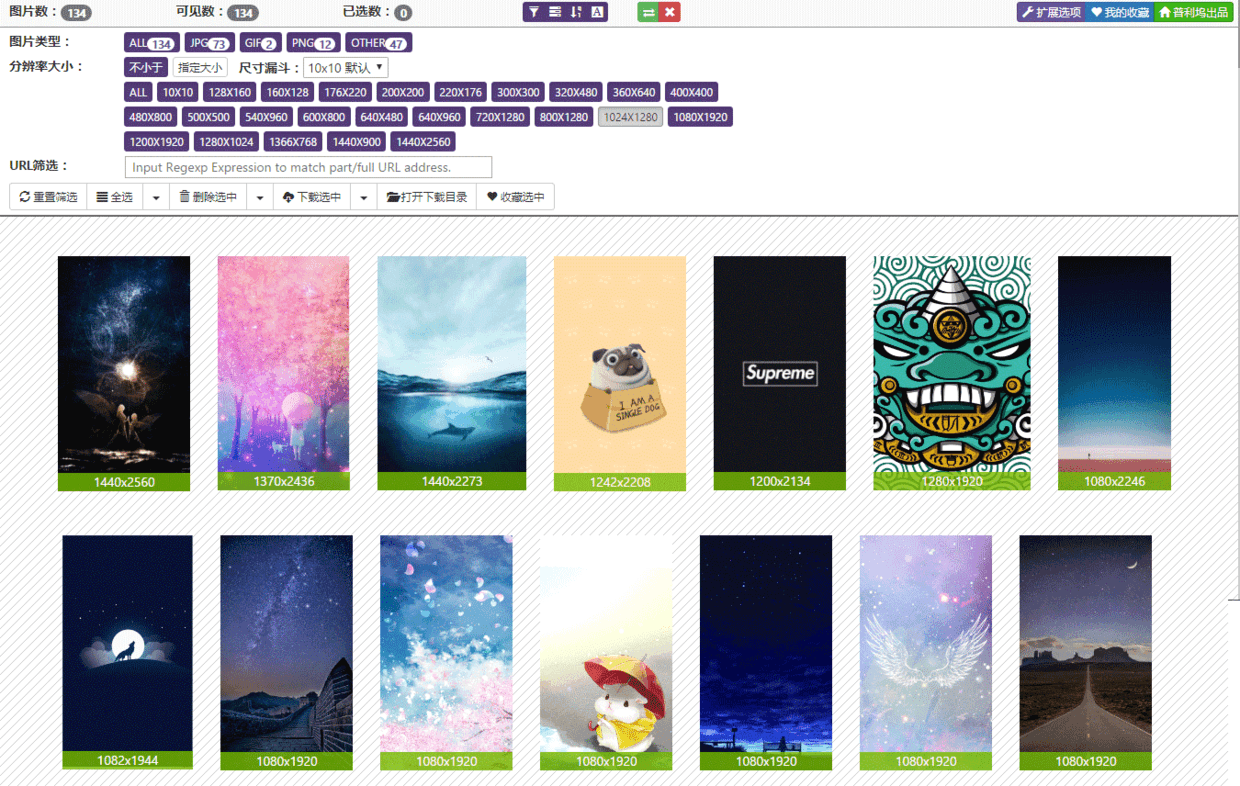 图片数： 134 可见数： 134 已选数： 0 扩展选项 我的收藏 普利坞出品
图片类型： ALL 134 JPG 73 GIF 2 PNG 12 OTHER 47
分辨率大小： 不小于 指定大小 尺寸漏斗： 10x10 默认
ALL 10X10 128X160 160X128 176X220 200X200 220X176 300X300 320X480 360X640 400X400
480X800 500X500 540X960 600X800 640X480 640X960 720X1280 800X1280 1024X1280 1080X1920
1200X1920 1280X1024 1366X768 1440X900 1440X2560
URL筛选： Input Regexp Expression to match part/full URL address.
重置筛选 全选 删除选中 下载选中 打开下载目录 收藏选中
I AM A
SINGLE DOG
Supreme
财
1440x2560 1370x2436 1440x2273 1242x2208 1200x2134 1280x1920 1080x2246
1082x1944 1080x1920 1080x1920 1080x1920 1080x1920 1080x1920 1080x1920